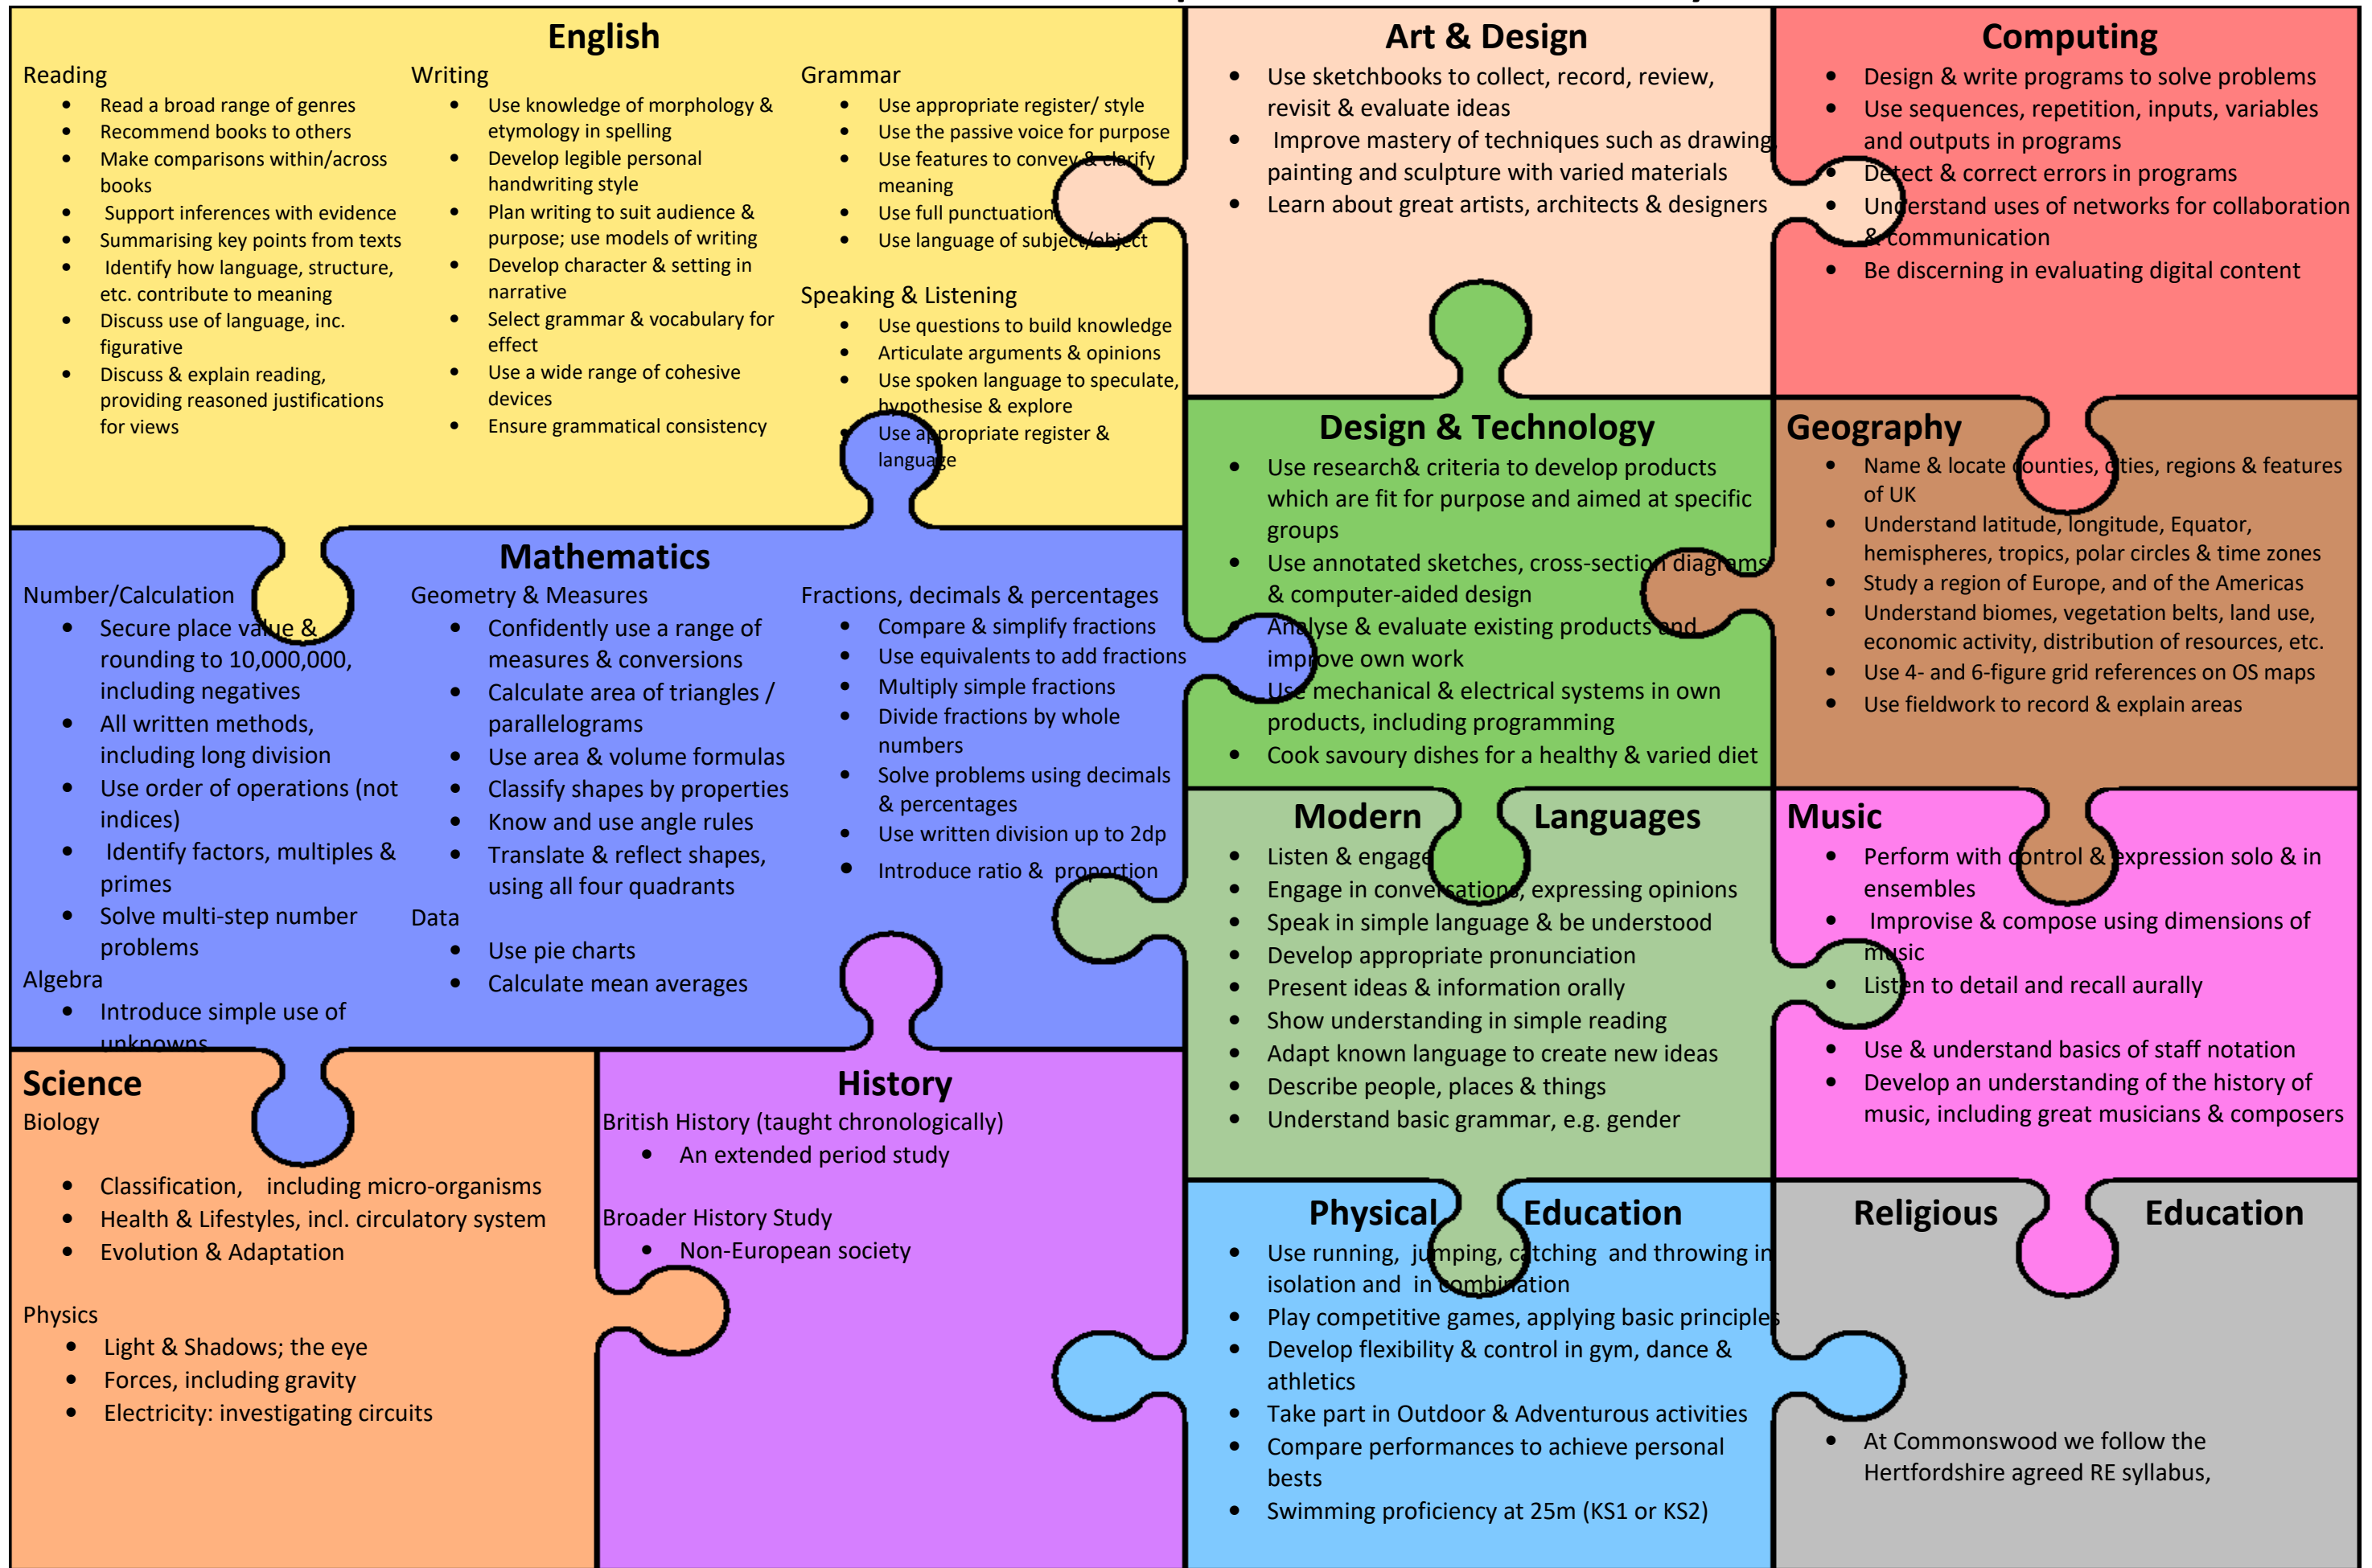 English
Reading
• Read a broad range of genres
• Recommend books to others
• Make comparisons within/across
books
• Support inferences with evidence
• Summarising key points from texts
• Identify how language, structure,
etc. contribute to meaning
• Discuss use of language, inc.
figurative
• Discuss & explain reading,
providing reasoned justifications
for views
Writing
• Use knowledge of morphology &
etymology in spelling
• Develop legible personal
handwriting style
• Plan writing to suit audience &
purpose; use models of writing
• Develop character & setting in
narrative
• Select grammar & vocabulary for
effect
• Use a wide range of cohesive
devices
• Ensure grammatical consistency
Grammar
• Use appropriate register/ style
• Use the passive voice for purpose
• Use features to convey & clarify
meaning
• Use full punctuation
• Use language of subject/object
Speaking & Listening
• Use questions to build knowledge
• Articulate arguments & opinions
• Use spoken language to speculate,
hypothesise & explore
• Use appropriate register &
language
Art & Design
• Use sketchbooks to collect, record, review,
revisit & evaluate ideas
• Improve mastery of techniques such as drawing,
painting and sculpture with varied materials
• Learn about great artists, architects & designers
Computing
• Design & write programs to solve problems
• Use sequences, repetition, inputs, variables
and outputs in programs
• Detect & correct errors in programs
• Understand uses of networks for collaboration
& communication
• Be discerning in evaluating digital content
Mathematics
Number/Calculation
• Secure place value &
rounding to 10,000,000,
including negatives
• All written methods,
including long division
• Use order of operations (not
indices)
• Identify factors, multiples &
primes
• Solve multi-step number
problems
Algebra
• Introduce simple use of
unknowns
Geometry & Measures
• Confidently use a range of
measures & conversions
• Calculate area of triangles /
parallelograms
• Use area & volume formulas
• Classify shapes by properties
• Know and use angle rules
• Translate & reflect shapes,
using all four quadrants
Data
• Use pie charts
• Calculate mean averages
Fractions, decimals & percentages
• Compare & simplify fractions
• Use equivalents to add fractions
• Multiply simple fractions
• Divide fractions by whole
numbers
• Solve problems using decimals
& percentages
• Use written division up to 2dp
• Introduce ratio & proportion
Design & Technology
• Use research& criteria to develop products
which are fit for purpose and aimed at specific
groups
• Use annotated sketches, cross-section diagrams
& computer-aided design
• Analyse & evaluate existing products and
improve own work
• Use mechanical & electrical systems in own
products, including programming
• Cook savoury dishes for a healthy & varied diet
Geography
• Name & locate counties, cities, regions & features
of UK
• Understand latitude, longitude, Equator,
hemispheres, tropics, polar circles & time zones
• Study a region of Europe, and of the Americas
• Understand biomes, vegetation belts, land use,
economic activity, distribution of resources, etc.
• Use 4- and 6-figure grid references on OS maps
• Use fieldwork to record & explain areas
Modern Languages
• Listen & engage
• Engage in conversations, expressing opinions
• Speak in simple language & be understood
• Develop appropriate pronunciation
• Present ideas & information orally
• Show understanding in simple reading
• Adapt known language to create new ideas
• Describe people, places & things
• Understand basic grammar, e.g. gender
Music
• Perform with control & expression solo & in
ensembles
• Improvise & compose using dimensions of
music
• Listen to detail and recall aurally
• Use & understand basics of staff notation
• Develop an understanding of the history of
music, including great musicians & composers
Science
Biology
• Classification, including micro-organisms
• Health & Lifestyles, incl. circulatory system
• Evolution & Adaptation
Physics
• Light & Shadows; the eye
• Forces, including gravity
• Electricity: investigating circuits
History
British History (taught chronologically)
• An extended period study
Broader History Study
• Non-European society
Physical Education
• Use running, jumping, catching and throwing in
isolation and in combination
• Play competitive games, applying basic principles
• Develop flexibility & control in gym, dance &
athletics
• Take part in Outdoor & Adventurous activities
• Compare performances to achieve personal
bests
• Swimming proficiency at 25m (KS1 or KS2)
Religious Education
• At Commonswood we follow the
Hertfordshire agreed RE syllabus,